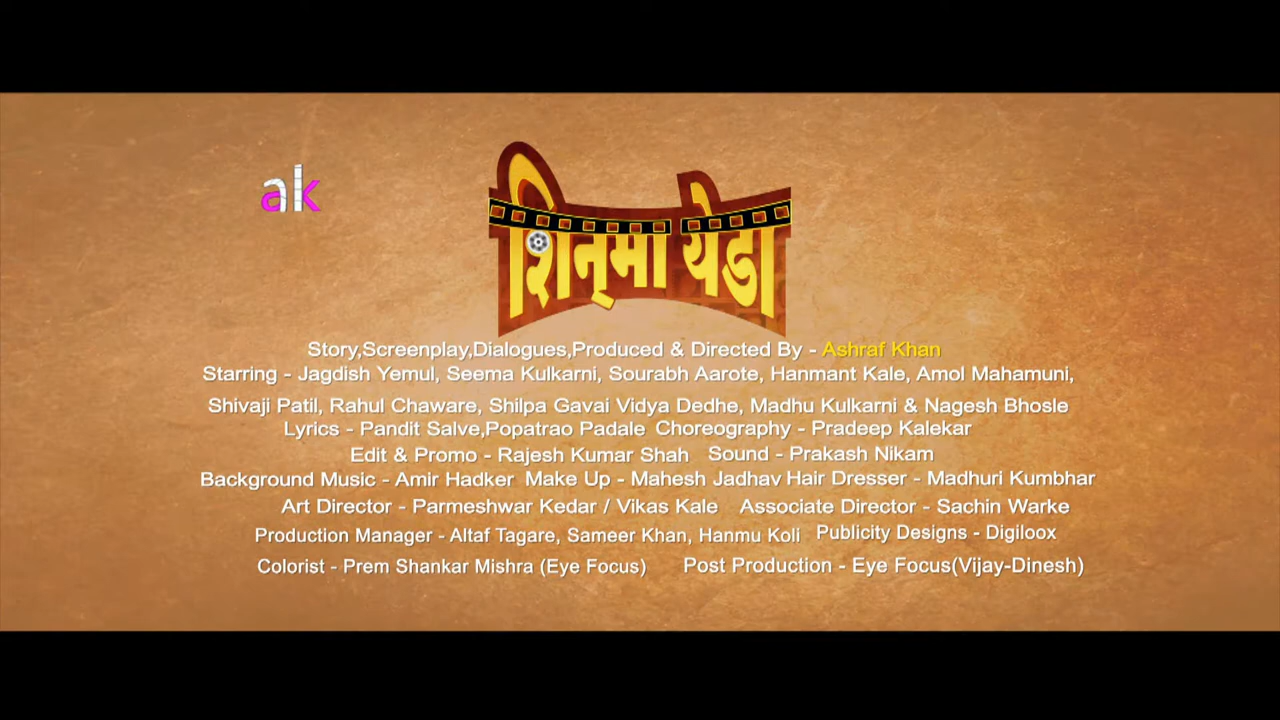 ak
शिनमा येडा
Story,Screenplay,Dialogues,Produced & Directed By - Ashraf Khan
Starring - Jagdish Yemul, Seema Kulkarni, Sourabh Aarote, Hanmant Kale, Amol Mahamuni,
Shivaji Patil, Rahul Chaware, Shilpa Gavai Vidya Dedhe, Madhu Kulkarni & Nagesh Bhosle
Lyrics - Pandit Salve,Popatrao Padale Choreography - Pradeep Kalekar
Edit & Promo - Rajesh Kumar Shah Sound - Prakash Nikam
Background Music - Amir Hadker Make Up - Mahesh Jadhav Hair Dresser - Madhuri Kumbhar
Art Director - Parmeshwar Kedar / Vikas Kale Associate Director - Sachin Warke
Production Manager - Altaf Tagare, Sameer Khan, Hanmu Koli Publicity Designs - Digiloox
Colorist - Prem Shankar Mishra (Eye Focus) Post Production - Eye Focus(Vijay-Dinesh)